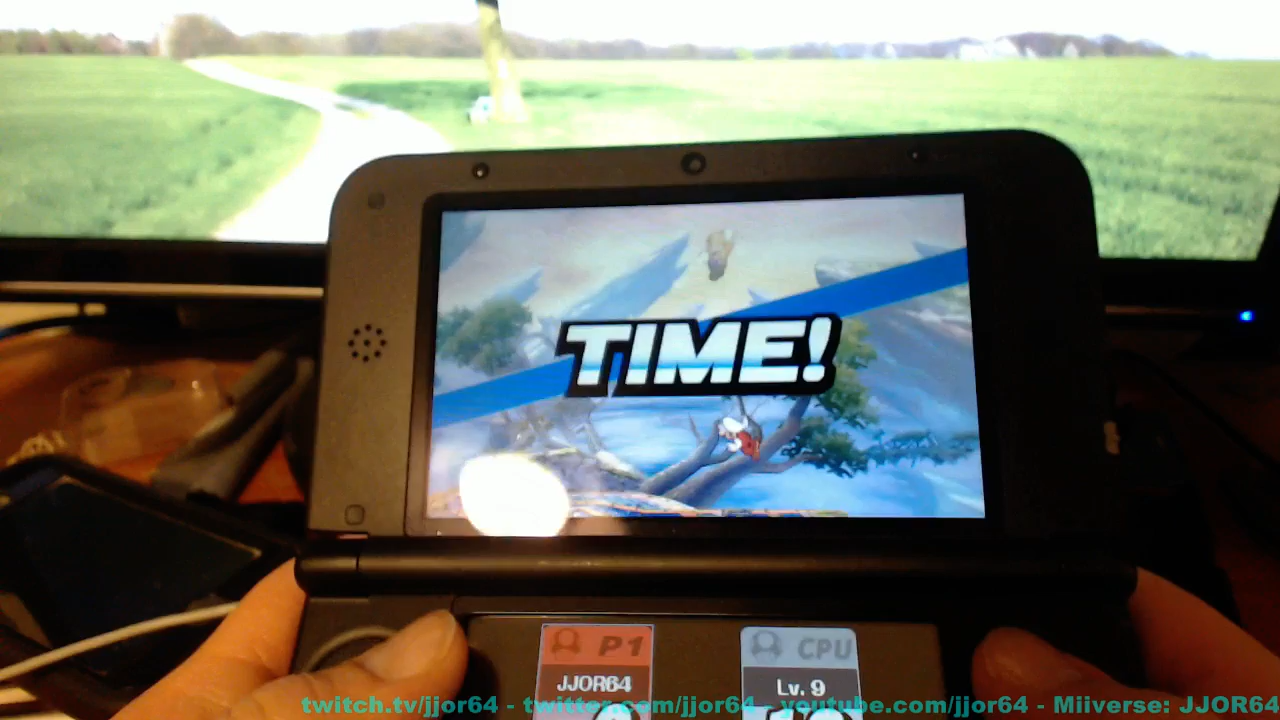 TIME!
P1 CPU
JJOR64 Lv. 9
twitch.tv/jjor64 - twitter.com/jjor64 - youtube.com/jjor64 - Miiverse: JJOR64